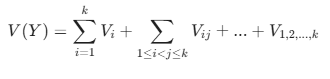 V(Y) = \sum_{i=1}^{k} V_i + \sum_{1 \leq i < j \leq k} V_{ij} + ... + V_{1,2,...,k}